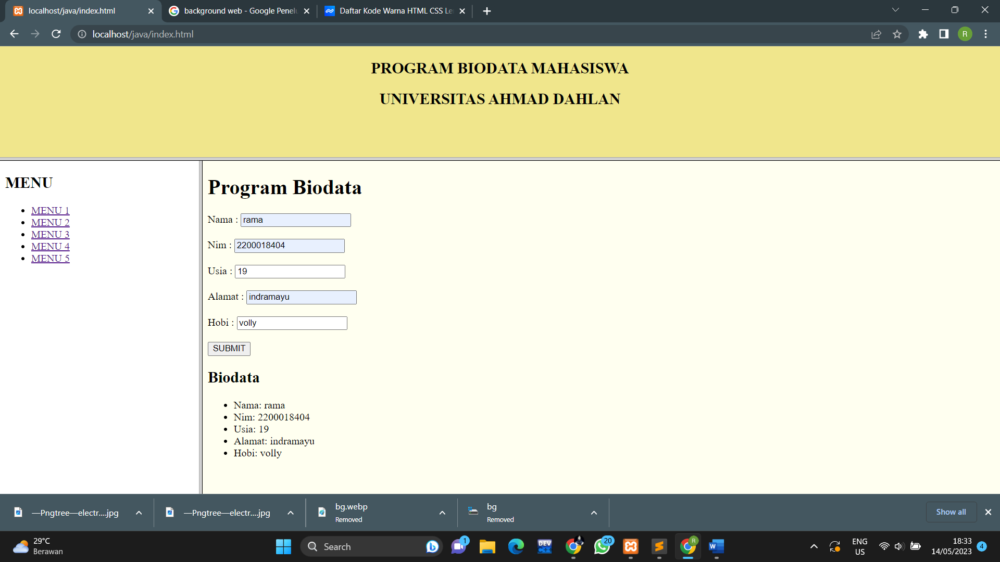 localhost/java/index.html
background web - Google Penelu
Daftar Kode Warna HTML CSS Le
localhost/java/index.html
R
PROGRAM BIODATA MAHASISWA
UNIVERSITAS AHMAD DAHLAN
MENU
MENU 1
MENU 2
MENU 3
MENU 4
MENU 5
Program Biodata
Nama : rama
Nim : 2200018404
Usia : 19
Alamat : indramayu
Hobi : volly
SUBMIT
Biodata
Nama: rama
Nim: 2200018404
Usia: 19
Alamat: indramayu
Hobi: volly
—Pngtree—electr....jpg
—Pngtree—electr....jpg
bg.webp
Removed
bg
Removed
Show all
29°C
Berawan
Search
1
DEV
C++
20
R
W
ENG
US
18:33
14/05/2023
4